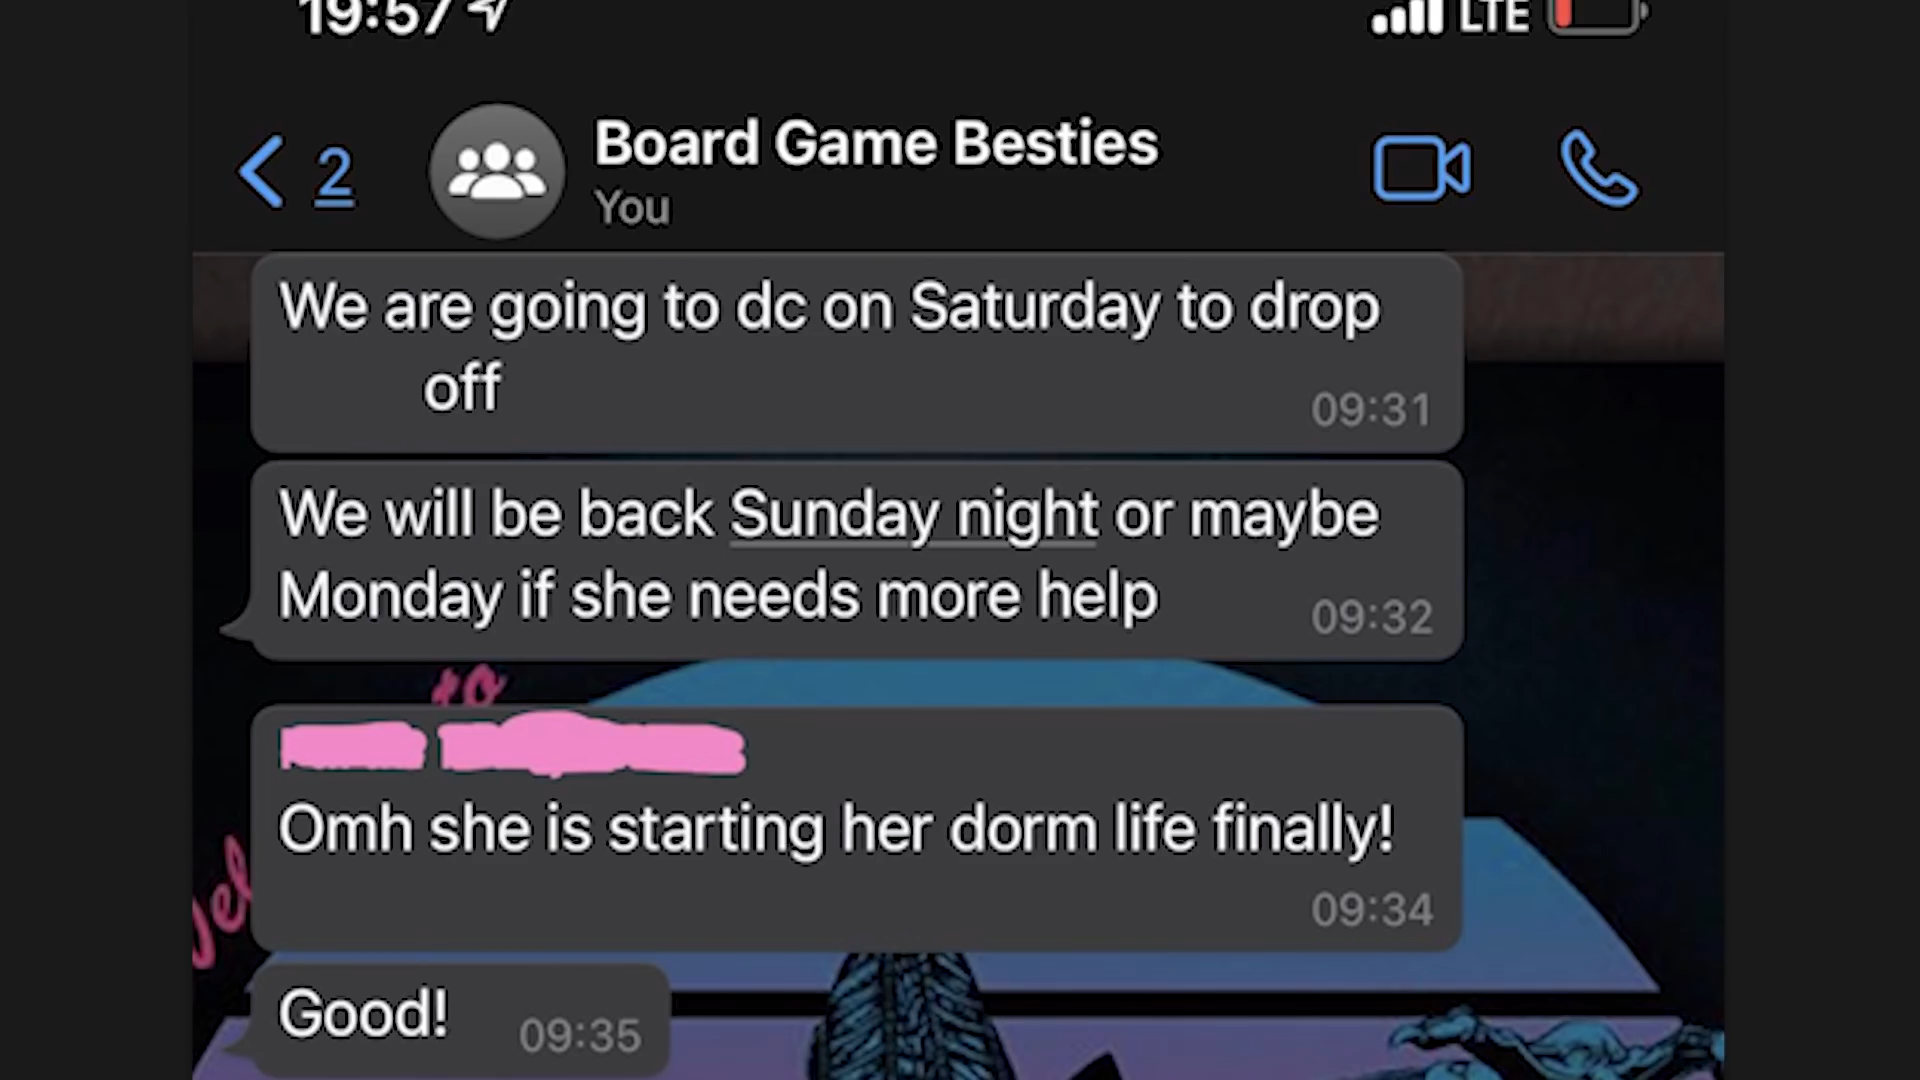 19:57
LTE
2
Board Game Besties
You
We are going to dc on Saturday to drop
off
09:31
We will be back Sunday night or maybe
Monday if she needs more help
09:32
to
Omh she is starting her dorm life finally!
09:34
Good!
09:35